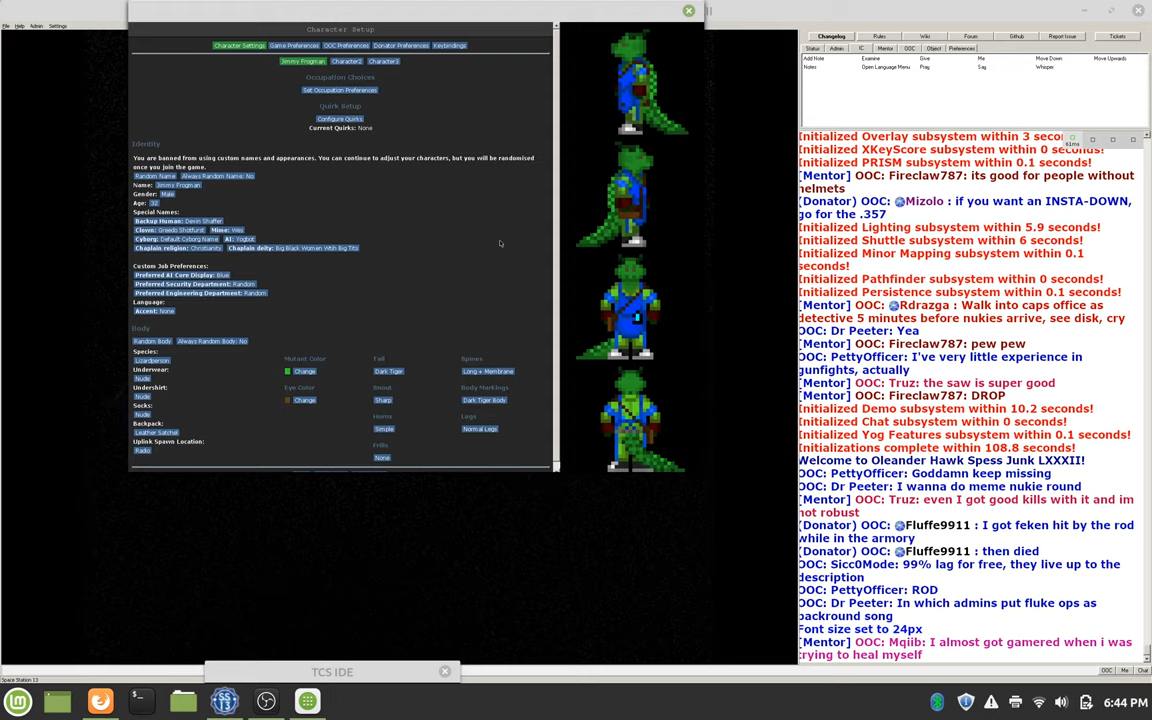 File Help Admin Settings
Character Setup
Character Settings Game Preferences OOC Preferences Donator Preferences Keybindings
Jimmy Frogman Character2 Character3
Occupation Choices
Set Occupation Preferences
Quirk Setup
Configure Quirks
Current Quirks: None
Identity
You are banned from using custom names and appearances. You can continue to adjust your characters, but you will be randomised
once you join the game.
Random Name Always Random Name: No
Name: Jimmy Frogman
Gender: Male
Age: 32
Special Names:
Backup Human: Devin Shaffer
Clown: Greedo Shotfurst Mime: Wes
Cyborg: Default Cyborg Name AI: Yogbot
Chaplain religion: Christianity Chaplain deity: Big Black Women With Big Tits
Custom Job Preferences:
Preferred AI Core Display: Blue
Preferred Security Department: Random
Preferred Engineering Department: Random
Language:
Accent: None
Body
Random Body Always Random Body: No
Species:
Lizardperson
Underwear:
Nude
Undershirt:
Nude
Socks:
Nude
Backpack:
Leather Satchel
Uplink Spawn Location:
Radio
Mutant Color
Change
Eye Color
Change
Tail
Dark Tiger
Snout
Sharp
Horns
Simple
Frills
None
Spines
Long + Membrane
Body Markings
Dark Tiger Body
Legs
Normal Legs
Changelog Rules Wiki Forum Github Report Issue Tickets
Status Admin IC Mentor OOC Object Preferences
Add Note Examine Give Me Move Down Move Upwards
Notes Open Language Menu Pray Say Whisper
61ms
Initialized Overlay subsystem within 3
Initialized XKeyScore subsystem within
Initialized PRISM subsystem within 0.1 seconds!
[Mentor] OOC: Fireclaw787: its good for people without
helmets
(Donator) OOC: Mizolo : if you want an INSTA-DOWN,
go for the .357
Initialized Lighting subsystem within 5.9 seconds!
Initialized Shuttle subsystem within 6 seconds!
Initialized Minor Mapping subsystem within 0.1
seconds!
Initialized Pathfinder subsystem within 0 seconds!
Initialized Persistence subsystem within 0.1 seconds!
[Mentor] OOC: Rdrazga : Walk into caps office as
detective 5 minutes before nukies arrive, see disk, cry
OOC: Dr Peeter: Yea
[Mentor] OOC: Fireclaw787: pew pew
OOC: PettyOfficer: I've very little experience in
gunfights, actually
[Mentor] OOC: Truz: the saw is super good
[Mentor] OOC: Fireclaw787: DROP
Initialized Demo subsystem within 10.2 seconds!
Initialized Chat subsystem within 0 seconds!
Initialized Yog Features subsystem within 0.1 seconds!
Initializations complete within 108.8 seconds!
Welcome to Oleander Hawk Spess Junk LXXXII!
OOC: PettyOfficer: Goddamn keep missing
OOC: Dr Peeter: I wanna do meme nukie round
[Mentor] OOC: Truz: even I got good kills with it and im
not robust
(Donator) OOC: Fluffe9911 : I got feken hit by the rod
while in the armory
(Donator) OOC: Fluffe9911 : then died
OOC: Sicc0Mode: 99% lag for free, they live up to the
description
OOC: PettyOfficer: ROD
OOC: Dr Peeter: In which admins put fluke ops as
backround song
Font size set to 24px
[Mentor] OOC: Mqiib: I almost got gamered when i was
trying to heal myself
TCS IDE
Space Station 13
OOC Me Chat
SS
13
6:44 PM